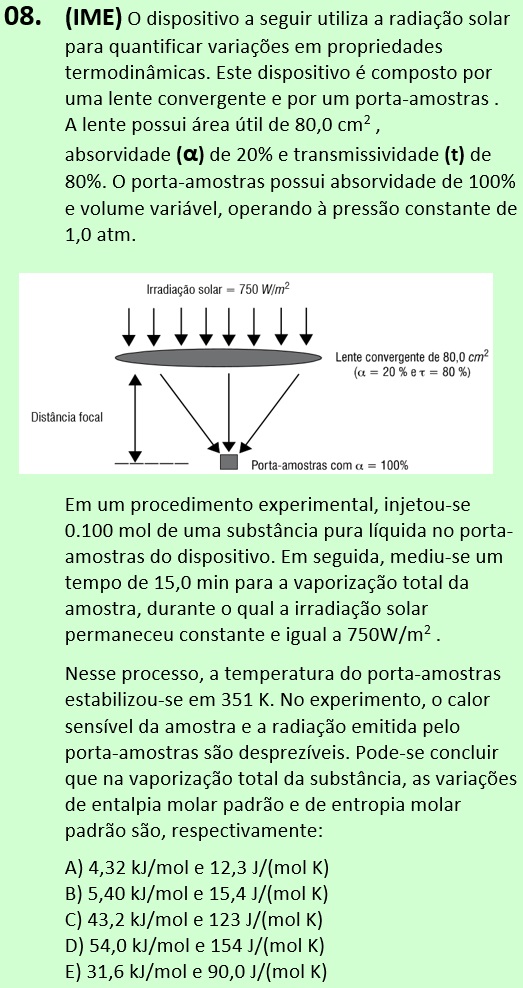 08. (IME) O dispositivo a seguir utiliza a radiação solar
para quantificar variações em propriedades
termodinâmicas. Este dispositivo é composto por
uma lente convergente e por um porta-amostras .
A lente possui área útil de 80,0 cm² ,
absorvidade (α) de 20% e transmissividade (t) de
80%. O porta-amostras possui absorvidade de 100%
e volume variável, operando à pressão constante de
1,0 atm.
Irradiação solar = 750 W/m²
Lente convergente de 80,0 cm²
(α = 20 % e τ = 80 %)
Distância focal
Porta-amostras com α = 100%
Em um procedimento experimental, injetou-se
0.100 mol de uma substância pura líquida no porta-
amostras do dispositivo. Em seguida, mediu-se um
tempo de 15,0 min para a vaporização total da
amostra, durante o qual a irradiação solar
permaneceu constante e igual a 750W/m² .
Nesse processo, a temperatura do porta-amostras
estabilizou-se em 351 K. No experimento, o calor
sensível da amostra e a radiação emitida pelo
porta-amostras são desprezíveis. Pode-se concluir
que na vaporização total da substância, as variações
de entalpia molar padrão e de entropia molar
padrão são, respectivamente:
A) 4,32 kJ/mol e 12,3 J/(mol K)
B) 5,40 kJ/mol e 15,4 J/(mol K)
C) 43,2 kJ/mol e 123 J/(mol K)
D) 54,0 kJ/mol e 154 J/(mol K)
E) 31,6 kJ/mol e 90,0 J/(mol K)